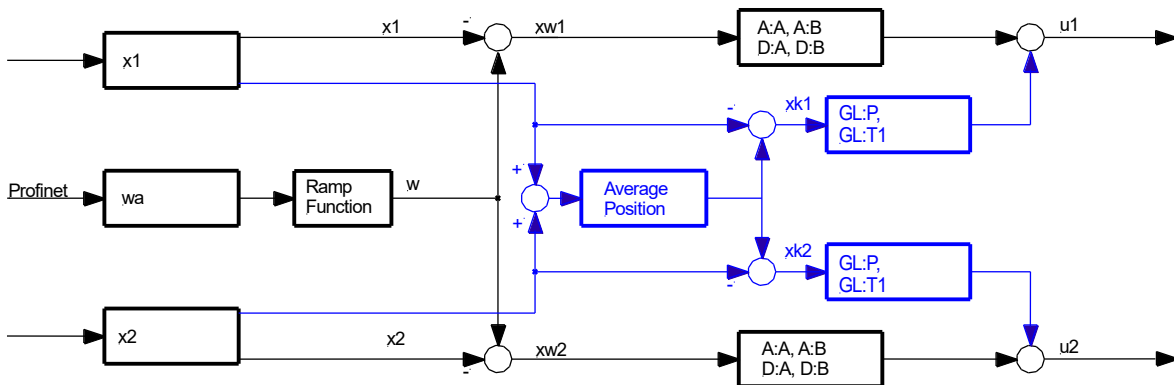 x1
-
xw1
A:A, A:B
D:A, D:B
u1
x1
-
xk1
GL:P,
GL:T1
Profinet
wa
Ramp
Function
w
+
+
Average
Position
xk2
-
GL:P,
GL:T1
x2
x2
-
xw2
A:A, A:B
D:A, D:B
u2